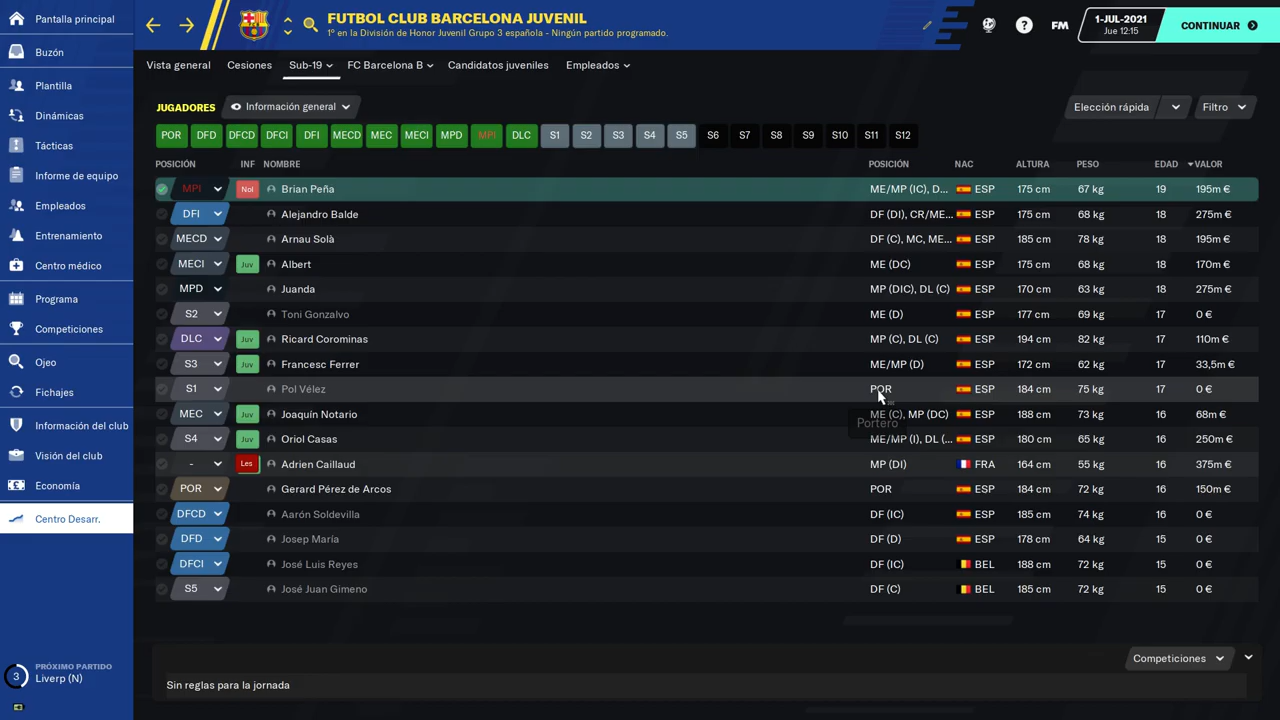 Pantalla principal
Buzón
Plantilla
Dinámicas
Tácticas
Informe de equipo
Empleados
Entrenamiento
Centro médico
Programa
Competiciones
Ojeo
Fichajes
Información del club
Visión del club
Economía
Centro Desarr,
3
PRÓXIMO PARTIDO
Liverp (N)
FUTBOL CLUB BARCELONA JUVENIL
1º en la División de Honor Juvenil Grupo 3 española - Ningún partido programado.
FM
1-JUL-2021
Jue 12:15
CONTINUAR
Vista general Cesiones Sub-19 FC Barcelona B Candidatos juveniles Empleados
JUGADORES Información general Elección rápida Filtro
POR DFD DFCD DFCI DFI MECD MEC MECI MPD MPI DLC S1 S2 S3 S4 S5 S6 S7 S8 S9 S10 S11 S12
POSICIÓN INF NOMBRE POSICIÓN NAC ALTURA PESO EDAD VALOR
MPI Nol Brian Peña ME/MP (IC), D... ESP 175 cm 67 kg 19 195m €
DFI Alejandro Balde DF (DI), CR/ME... ESP 175 cm 68 kg 18 275m €
MECD Arnau Solà DF (C), MC, ME... ESP 185 cm 78 kg 18 195m €
MECI Juv Albert ME (DC) ESP 175 cm 68 kg 18 170m €
MPD Juanda MP (DIC), DL (C) ESP 170 cm 63 kg 18 275m €
S2 Toni Gonzalvo ME (D) ESP 177 cm 69 kg 17 0 €
DLC Juv Ricard Corominas MP (C), DL (C) ESP 194 cm 82 kg 17 110m €
S3 Juv Francesc Ferrer ME/MP (D) ESP 172 cm 62 kg 17 33,5m €
S1 Pol Vélez POR ESP 184 cm 75 kg 17 0 €
MEC Juv Joaquín Notario ME (C), MP (DC) ESP 188 cm 73 kg 16 68m €
Portero
S4 Juv Oriol Casas ME/MP (I), DL (... ESP 180 cm 65 kg 16 250m €
- Les Adrien Caillaud MP (DI) FRA 164 cm 55 kg 16 375m €
POR Gerard Pérez de Arcos POR ESP 184 cm 72 kg 16 150m €
DFCD Aarón Soldevilla DF (IC) ESP 185 cm 74 kg 16 0 €
DFD Josep María DF (D) ESP 178 cm 64 kg 15 0 €
DFCI José Luis Reyes DF (IC) BEL 188 cm 72 kg 15 0 €
S5 José Juan Gimeno DF (C) BEL 185 cm 72 kg 15 0 €
Competiciones
Sin reglas para la jornada